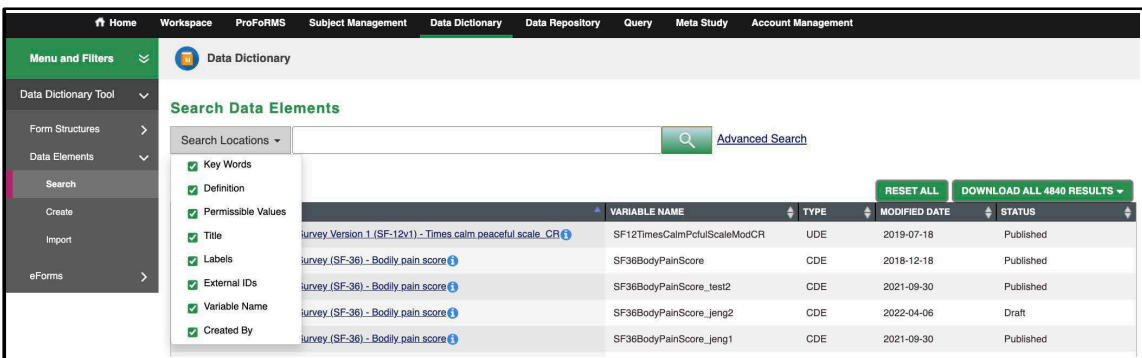 Home Workspace ProFoRMS Subject Management Data Dictionary Data Repository Query Meta Study Account Management
Menu and Filters
Data Dictionary
Data Dictionary Tool
Form Structures
Data Elements
Search
Create
Import
eForms
Search Data Elements
Search Locations
Advanced Search
Key Words
Definition
Permissible Values
Title
Labels
External IDs
Variable Name
Created By
RESET ALL DOWNLOAD ALL 4840 RESULTS
VARIABLE NAME TYPE MODIFIED DATE STATUS
Survey Version 1 (SF-12v1) - Times calm peaceful scale_CR SF12TimesCalmPcfulScaleModCR UDE 2019-07-18 Published
Survey (SF-36) - Bodily pain score SF36BodyPainScore CDE 2018-12-18 Published
Survey (SF-36) - Bodily pain score SF36BodyPainScore_test2 CDE 2021-09-30 Published
Survey (SF-36) - Bodily pain score SF36BodyPainScore_jeng2 CDE 2022-04-06 Draft
Survey (SF-36) - Bodily pain score SF36BodyPainScore_jeng1 CDE 2021-09-30 Published